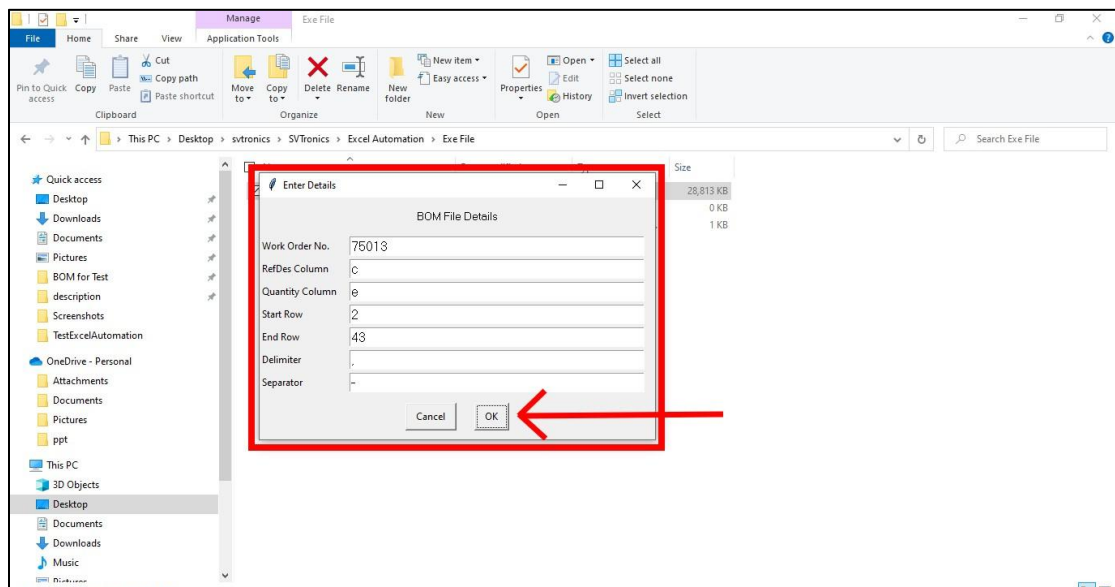 Manage
Exe File
File
Home
Share
View
Application Tools
Pin to Quick access
Copy
Paste
Cut
Copy path
Paste shortcut
Clipboard
Move to
Copy to
Delete
Rename
Organize
New folder
New item
Easy access
New
Properties
Open
Edit
History
Open
Select all
Select none
Invert selection
Select
This PC > Desktop > svtronics > SVTronics > Excel Automation > Exe File
Search Exe File
Size
28,813 KB
0 KB
1 KB
Quick access
Desktop
Downloads
Documents
Pictures
BOM for Test
description
Screenshots
TestExcelAutomation
OneDrive - Personal
Attachments
Documents
Pictures
ppt
This PC
3D Objects
Desktop
Documents
Downloads
Music
Pictures
Enter Details
BOM File Details
Work Order No. 75013
RefDes Column c
Quantity Column e
Start Row 2
End Row 43
Delimiter ,
Separator -
Cancel
OK